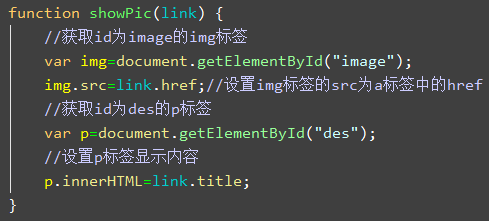 function showPic(link) {
//获取id为image的img标签
var img=document.getElementById("image");
img.src=link.href;//设置img标签的src为a标签中的href
//获取id为des的p标签
var p=document.getElementById("des");
//设置p标签显示内容
p.innerHTML=link.title;
}